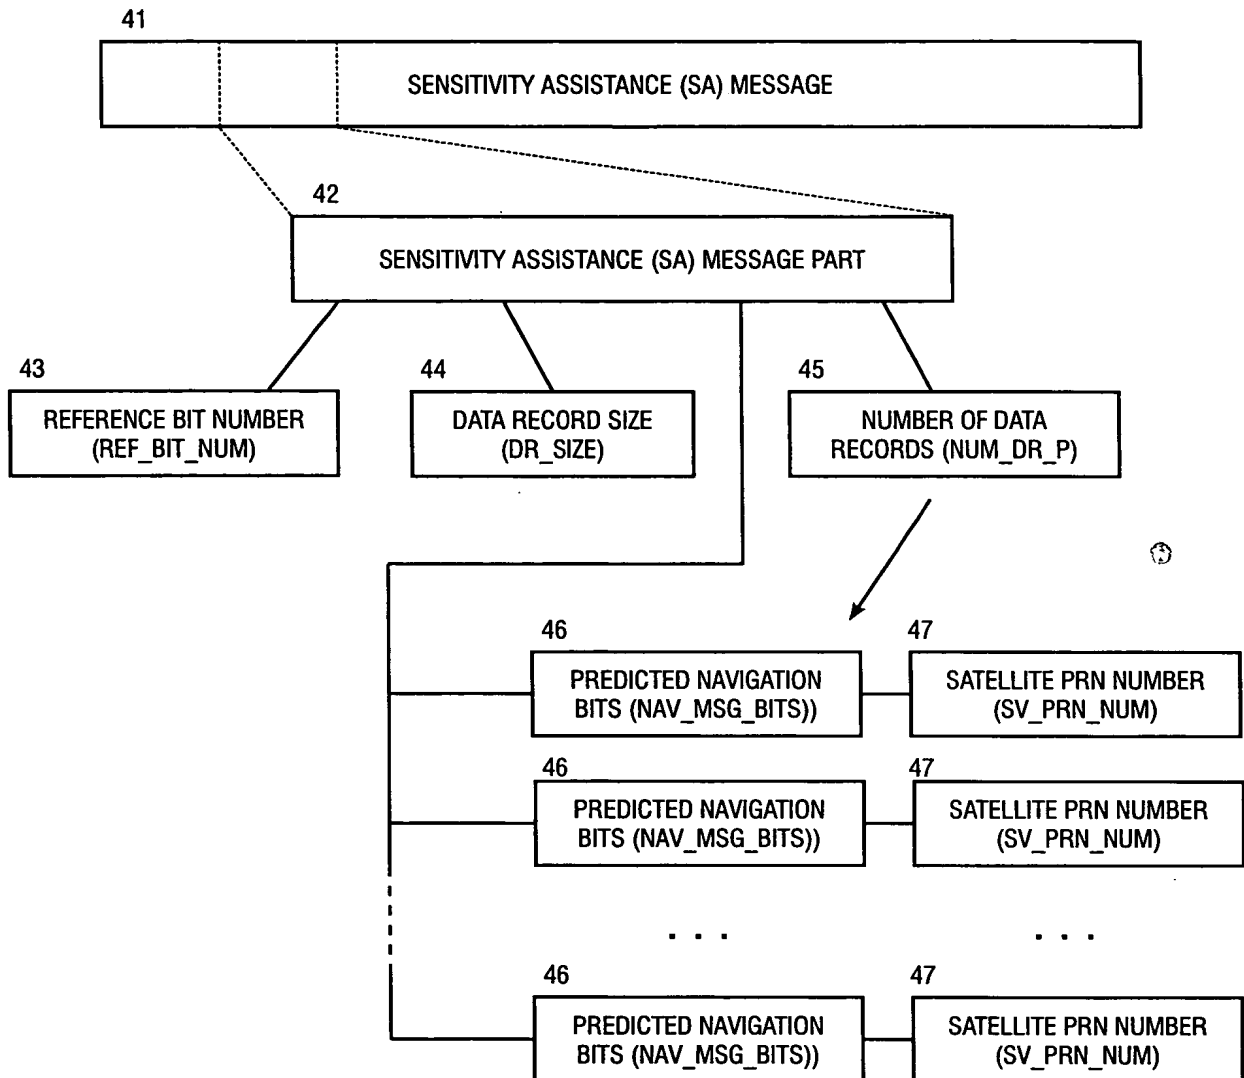 41
SENSITIVITY ASSISTANCE (SA) MESSAGE
42
SENSITIVITY ASSISTANCE (SA) MESSAGE PART
43
REFERENCE BIT NUMBER
(REF_BIT_NUM)
44
DATA RECORD SIZE
(DR_SIZE)
45
NUMBER OF DATA
RECORDS (NUM_DR_P)
46
PREDICTED NAVIGATION
BITS (NAV_MSG_BITS))
47
SATELLITE PRN NUMBER
(SV_PRN_NUM)
46
PREDICTED NAVIGATION
BITS (NAV_MSG_BITS))
47
SATELLITE PRN NUMBER
(SV_PRN_NUM)
. . .
. . .
46
PREDICTED NAVIGATION
BITS (NAV_MSG_BITS))
47
SATELLITE PRN NUMBER
(SV_PRN_NUM)